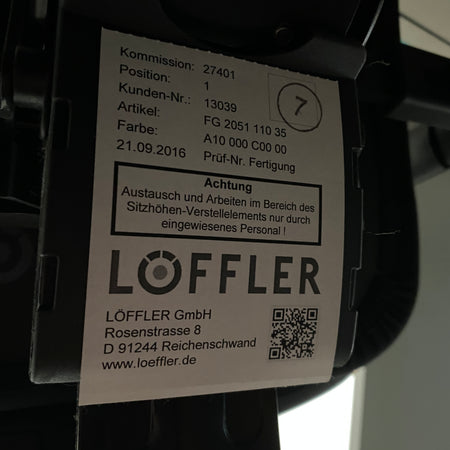 Kommission: 27401
Position: 1
Kunden-Nr.: 13039
Artikel: FG 2051 110 35
Farbe: A10 000 C00 00
21.09.2016 Prüf-Nr. Fertigung
7
Achtung
Austausch und Arbeiten im Bereich des
Sitzhöhen-Verstellelements nur durch
eingewiesenes Personal !
LÖFFLER
LÖFFLER GmbH
Rosenstrasse 8
D 91244 Reichenschwand
www.loeffler.de